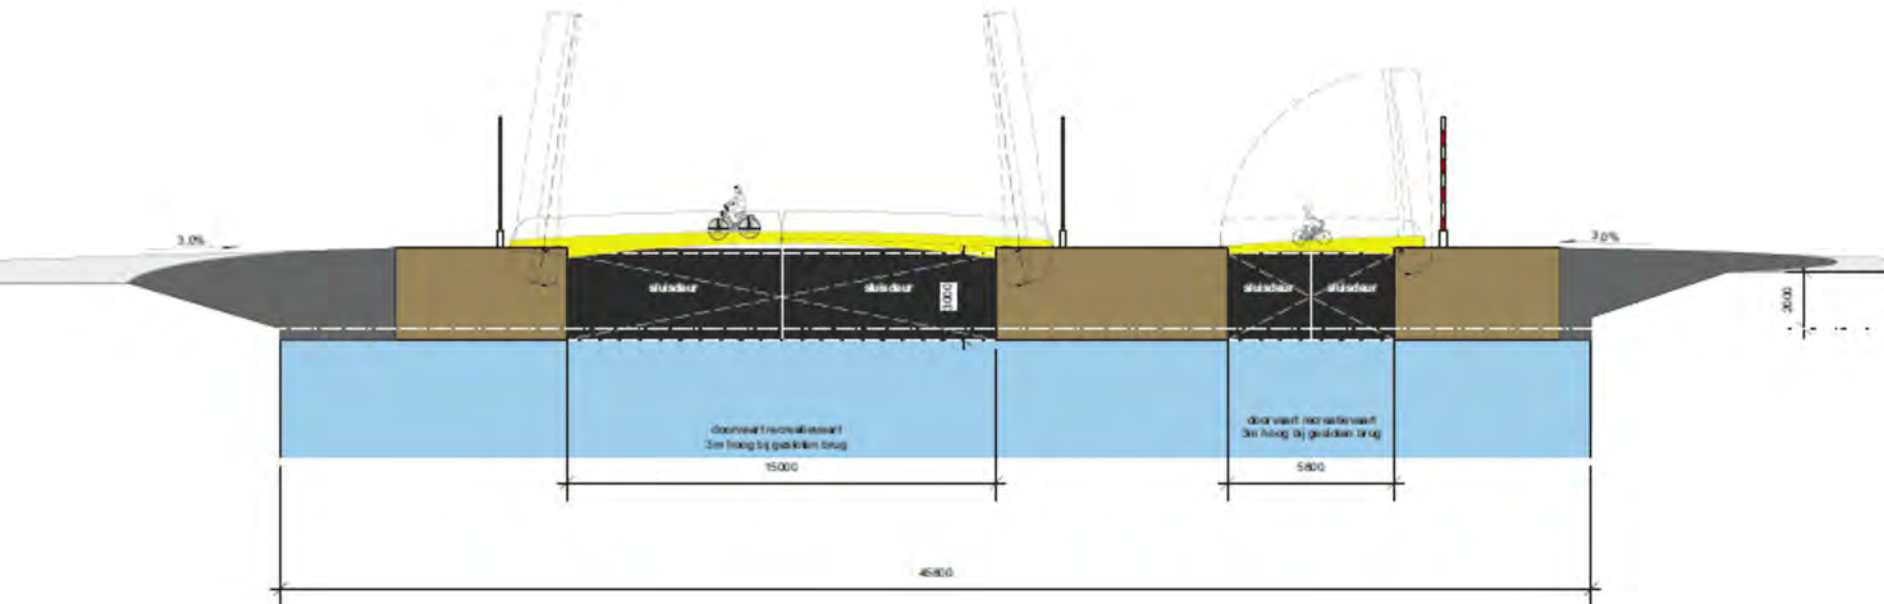 3.0%
3.0%
sluisdeur
sluisdeur
3000
sluisdeur
sluisdeur
doorvaart recreatievaart
3m hoog bij gesloten brug
doorvaart recreatievaart
3m hoog bij gesloten brug
15000
5800
45800